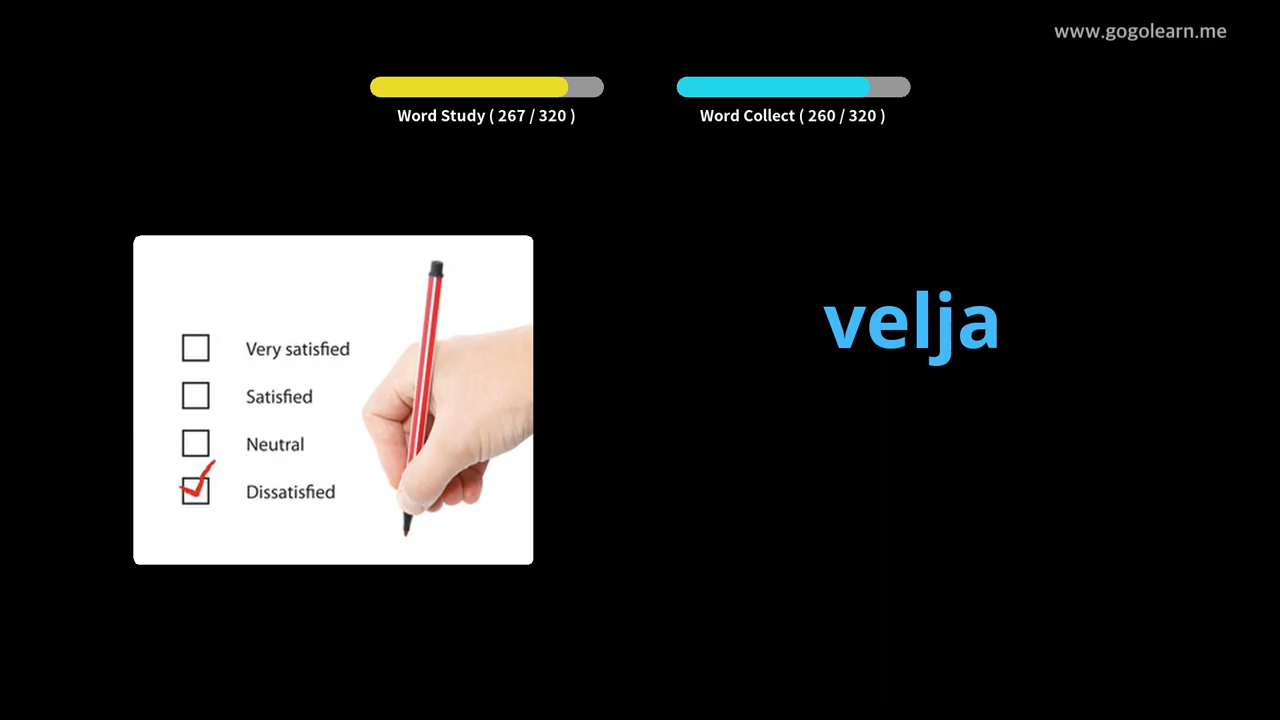 www.gogolearn.me
Word Study ( 267 / 320 )
Word Collect ( 260 / 320 )
velja
Very satisfied
Satisfied
Neutral
Dissatisfied